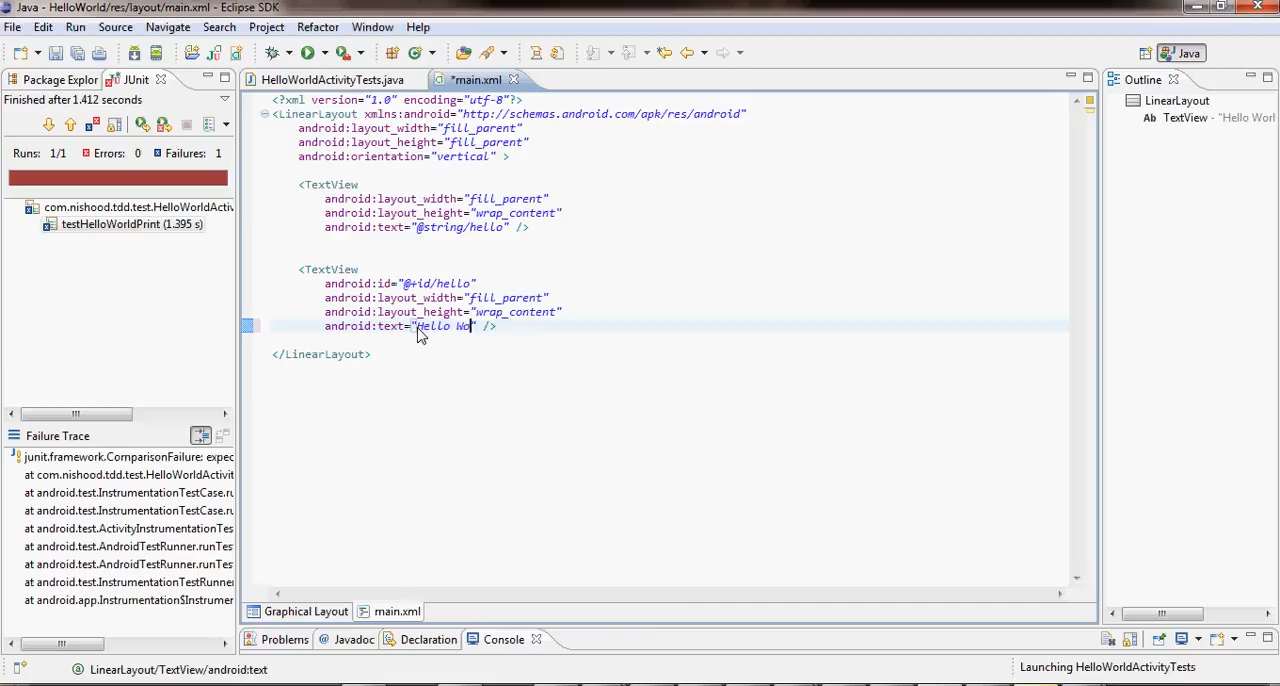 Java - HelloWorld/res/layout/main.xml - Eclipse SDK
File Edit Run Source Navigate Search Project Refactor Window Help
Java
Package Explor JUnit
Finished after 1.412 seconds
Runs: 1/1 Errors: 0 Failures: 1
com.nishood.tdd.test.HelloWorldActiv
testHelloWorldPrint (1.395 s)
Failure Trace
junit.framework.ComparisonFailure: expec
at com.nishood.tdd.test.HelloWorldActivit
at android.test.InstrumentationTestCase.ru
at android.test.InstrumentationTestCase.ru
at android.test.ActivityInstrumentationTes
at android.test.AndroidTestRunner.runTes
at android.test.AndroidTestRunner.runTes
at android.test.InstrumentationTestRunner
at android.app.Instrumentation$Instrumer
HelloWorldActivityTests.java *main.xml
<?xml version="1.0" encoding="utf-8"?>
<LinearLayout xmlns:android="http://schemas.android.com/apk/res/android"
android:layout_width="fill_parent"
android:layout_height="fill_parent"
android:orientation="vertical" >
<TextView
android:layout_width="fill_parent"
android:layout_height="wrap_content"
android:text="@string/hello" />
<TextView
android:id="@+id/hello"
android:layout_width="fill_parent"
android:layout_height="wrap_content"
android:text="Hello Wo" />
</LinearLayout>
Graphical Layout main.xml
Outline
LinearLayout
Ab TextView - "Hello Worl
Problems @ Javadoc Declaration Console
LinearLayout/TextView/android:text
Launching HelloWorldActivityTests